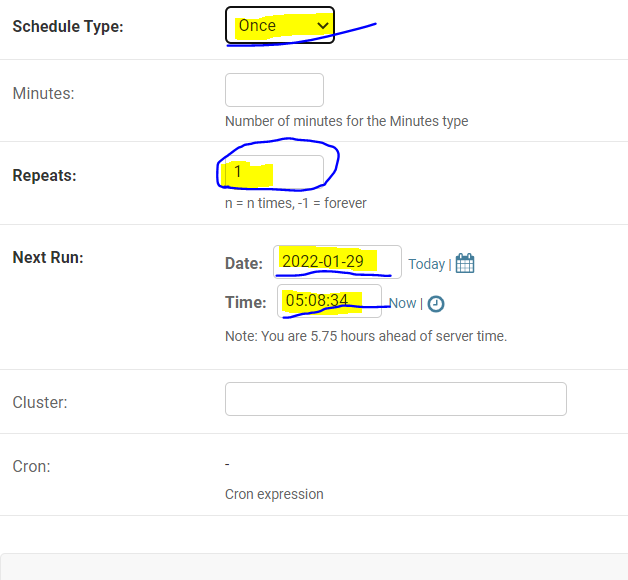 Schedule Type: Once
Minutes:
Number of minutes for the Minutes type
Repeats: 1
n = n times, -1 = forever
Next Run: Date: 2022-01-29 Today |
Time: 05:08:34 Now |
Note: You are 5.75 hours ahead of server time.
Cluster:
Cron: -
Cron expression